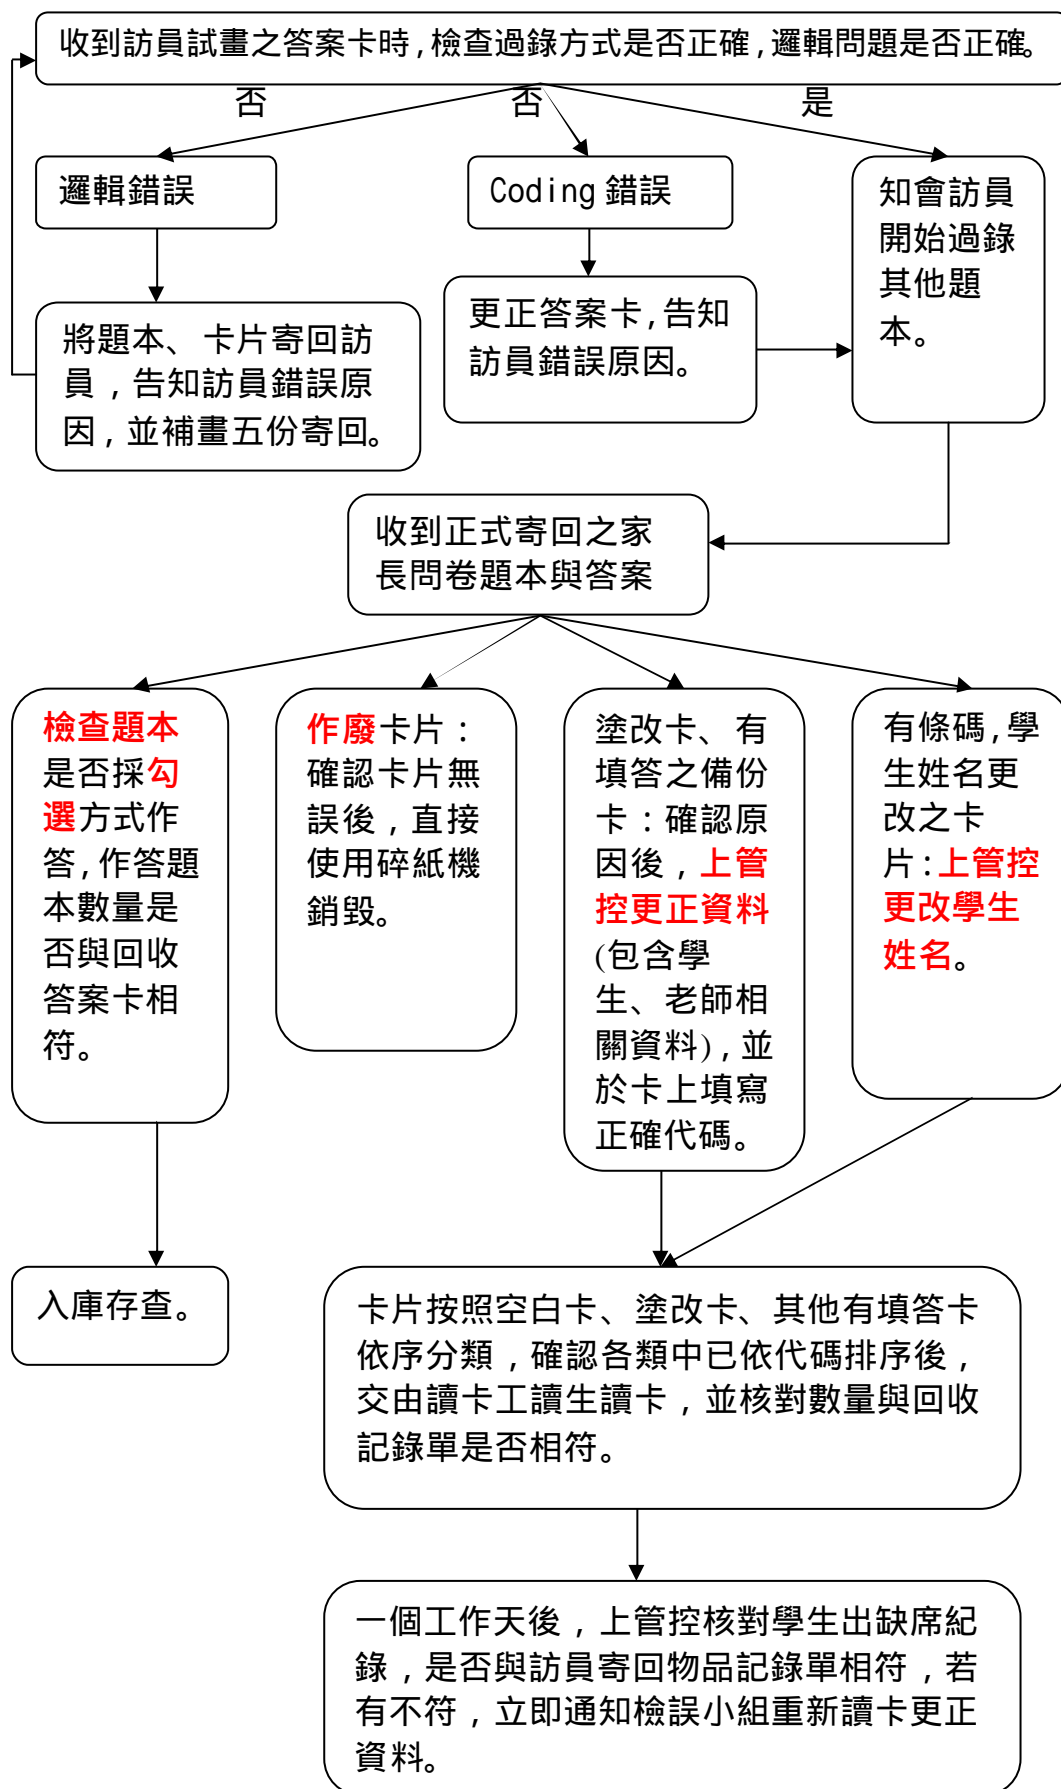 收到訪員試畫之答案卡時,檢查過錄方式是否正確,邏輯問題是否正確。
否
否
是
邏輯錯誤
Coding 錯誤
知會訪員
開始過錄
其他題
本。
將題本、卡片寄回訪
員，告知訪員錯誤原
因，並補畫五份寄回。
更正答案卡,告知
訪員錯誤原因。
收到正式寄回之家
長問卷題本與答案
檢查題本
是否採勾
選方式作
答,作答題
本數量是
否與回收
答案卡相
符。
作廢卡片：
確認卡片無
誤後，直接
使用碎紙機
銷毀。
塗改卡、有
填答之備份
卡：確認原
因後，上管
控更正資料
(包含學
生、老師相
關資料)，並
於卡上填寫
正確代碼。
有條碼,學
生姓名更
改之卡
片:上管控
更改學生
姓名。
入庫存查。
卡片按照空白卡、塗改卡、其他有填答卡
依序分類，確認各類中已依代碼排序後，
交由讀卡工讀生讀卡，並核對數量與回收
記錄單是否相符。
一個工作天後，上管控核對學生出缺席紀
錄，是否與訪員寄回物品記錄單相符，若
有不符，立即通知檢誤小組重新讀卡更正
資料。